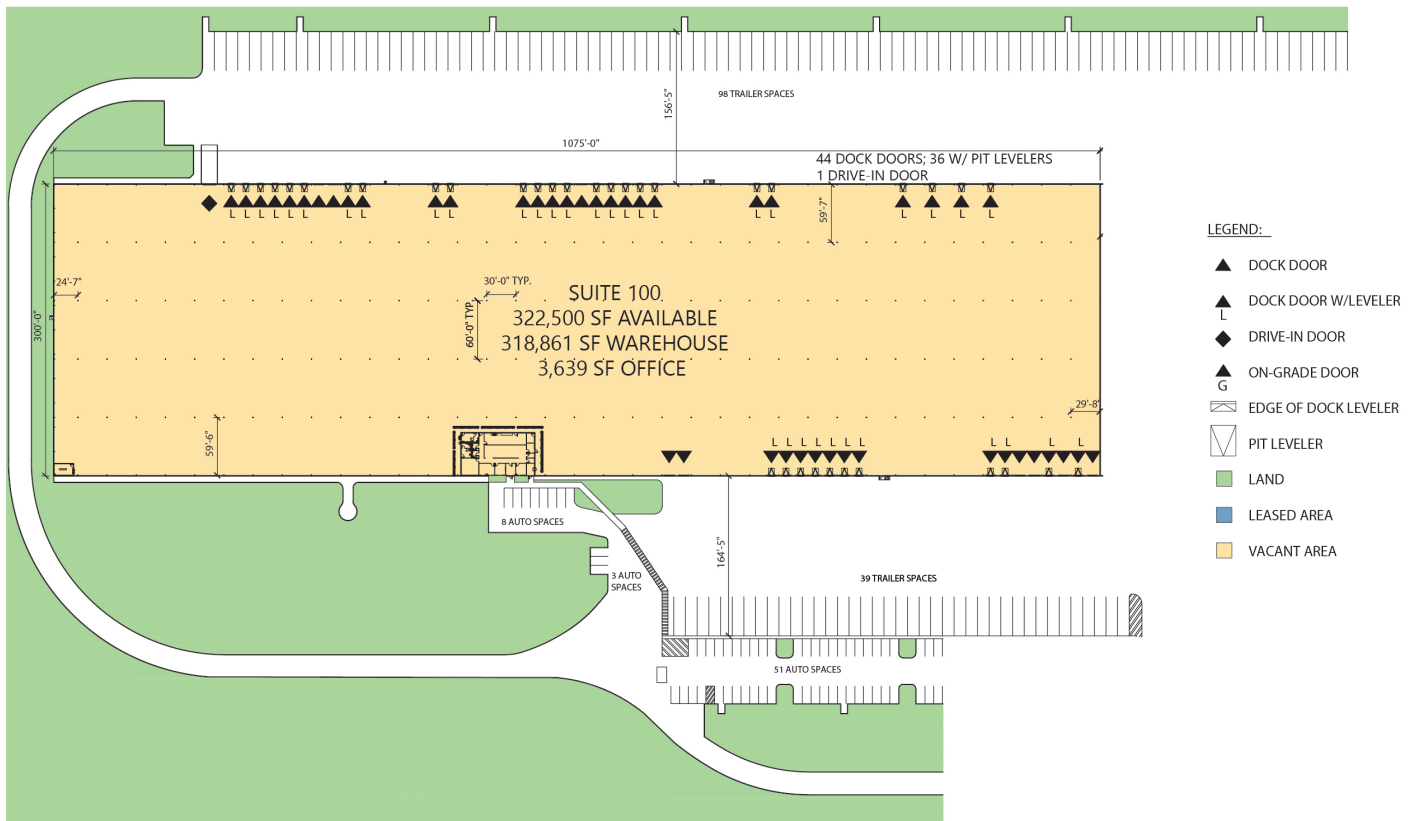 98 TRAILER SPACES
156'-5"
1075'-0"
44 DOCK DOORS; 36 W/ PIT LEVELERS
1 DRIVE-IN DOOR
L L L L L L L L L L L L L L L L L L L L L L L L L
59'-7"
24'-7"
30'-0" TYP.
60'-0" TYP.
300'-0"
SUITE 100
322,500 SF AVAILABLE
318,861 SF WAREHOUSE
3,639 SF OFFICE
29'-8"
59'-6"
L L L L L L L L L L L
8 AUTO SPACES
3 AUTO
SPACES
164'-5"
39 TRAILER SPACES
51 AUTO SPACES
LEGEND:
DOCK DOOR
DOCK DOOR W/LEVELER
L
DRIVE-IN DOOR
ON-GRADE DOOR
G
EDGE OF DOCK LEVELER
PIT LEVELER
LAND
LEASED AREA
VACANT AREA